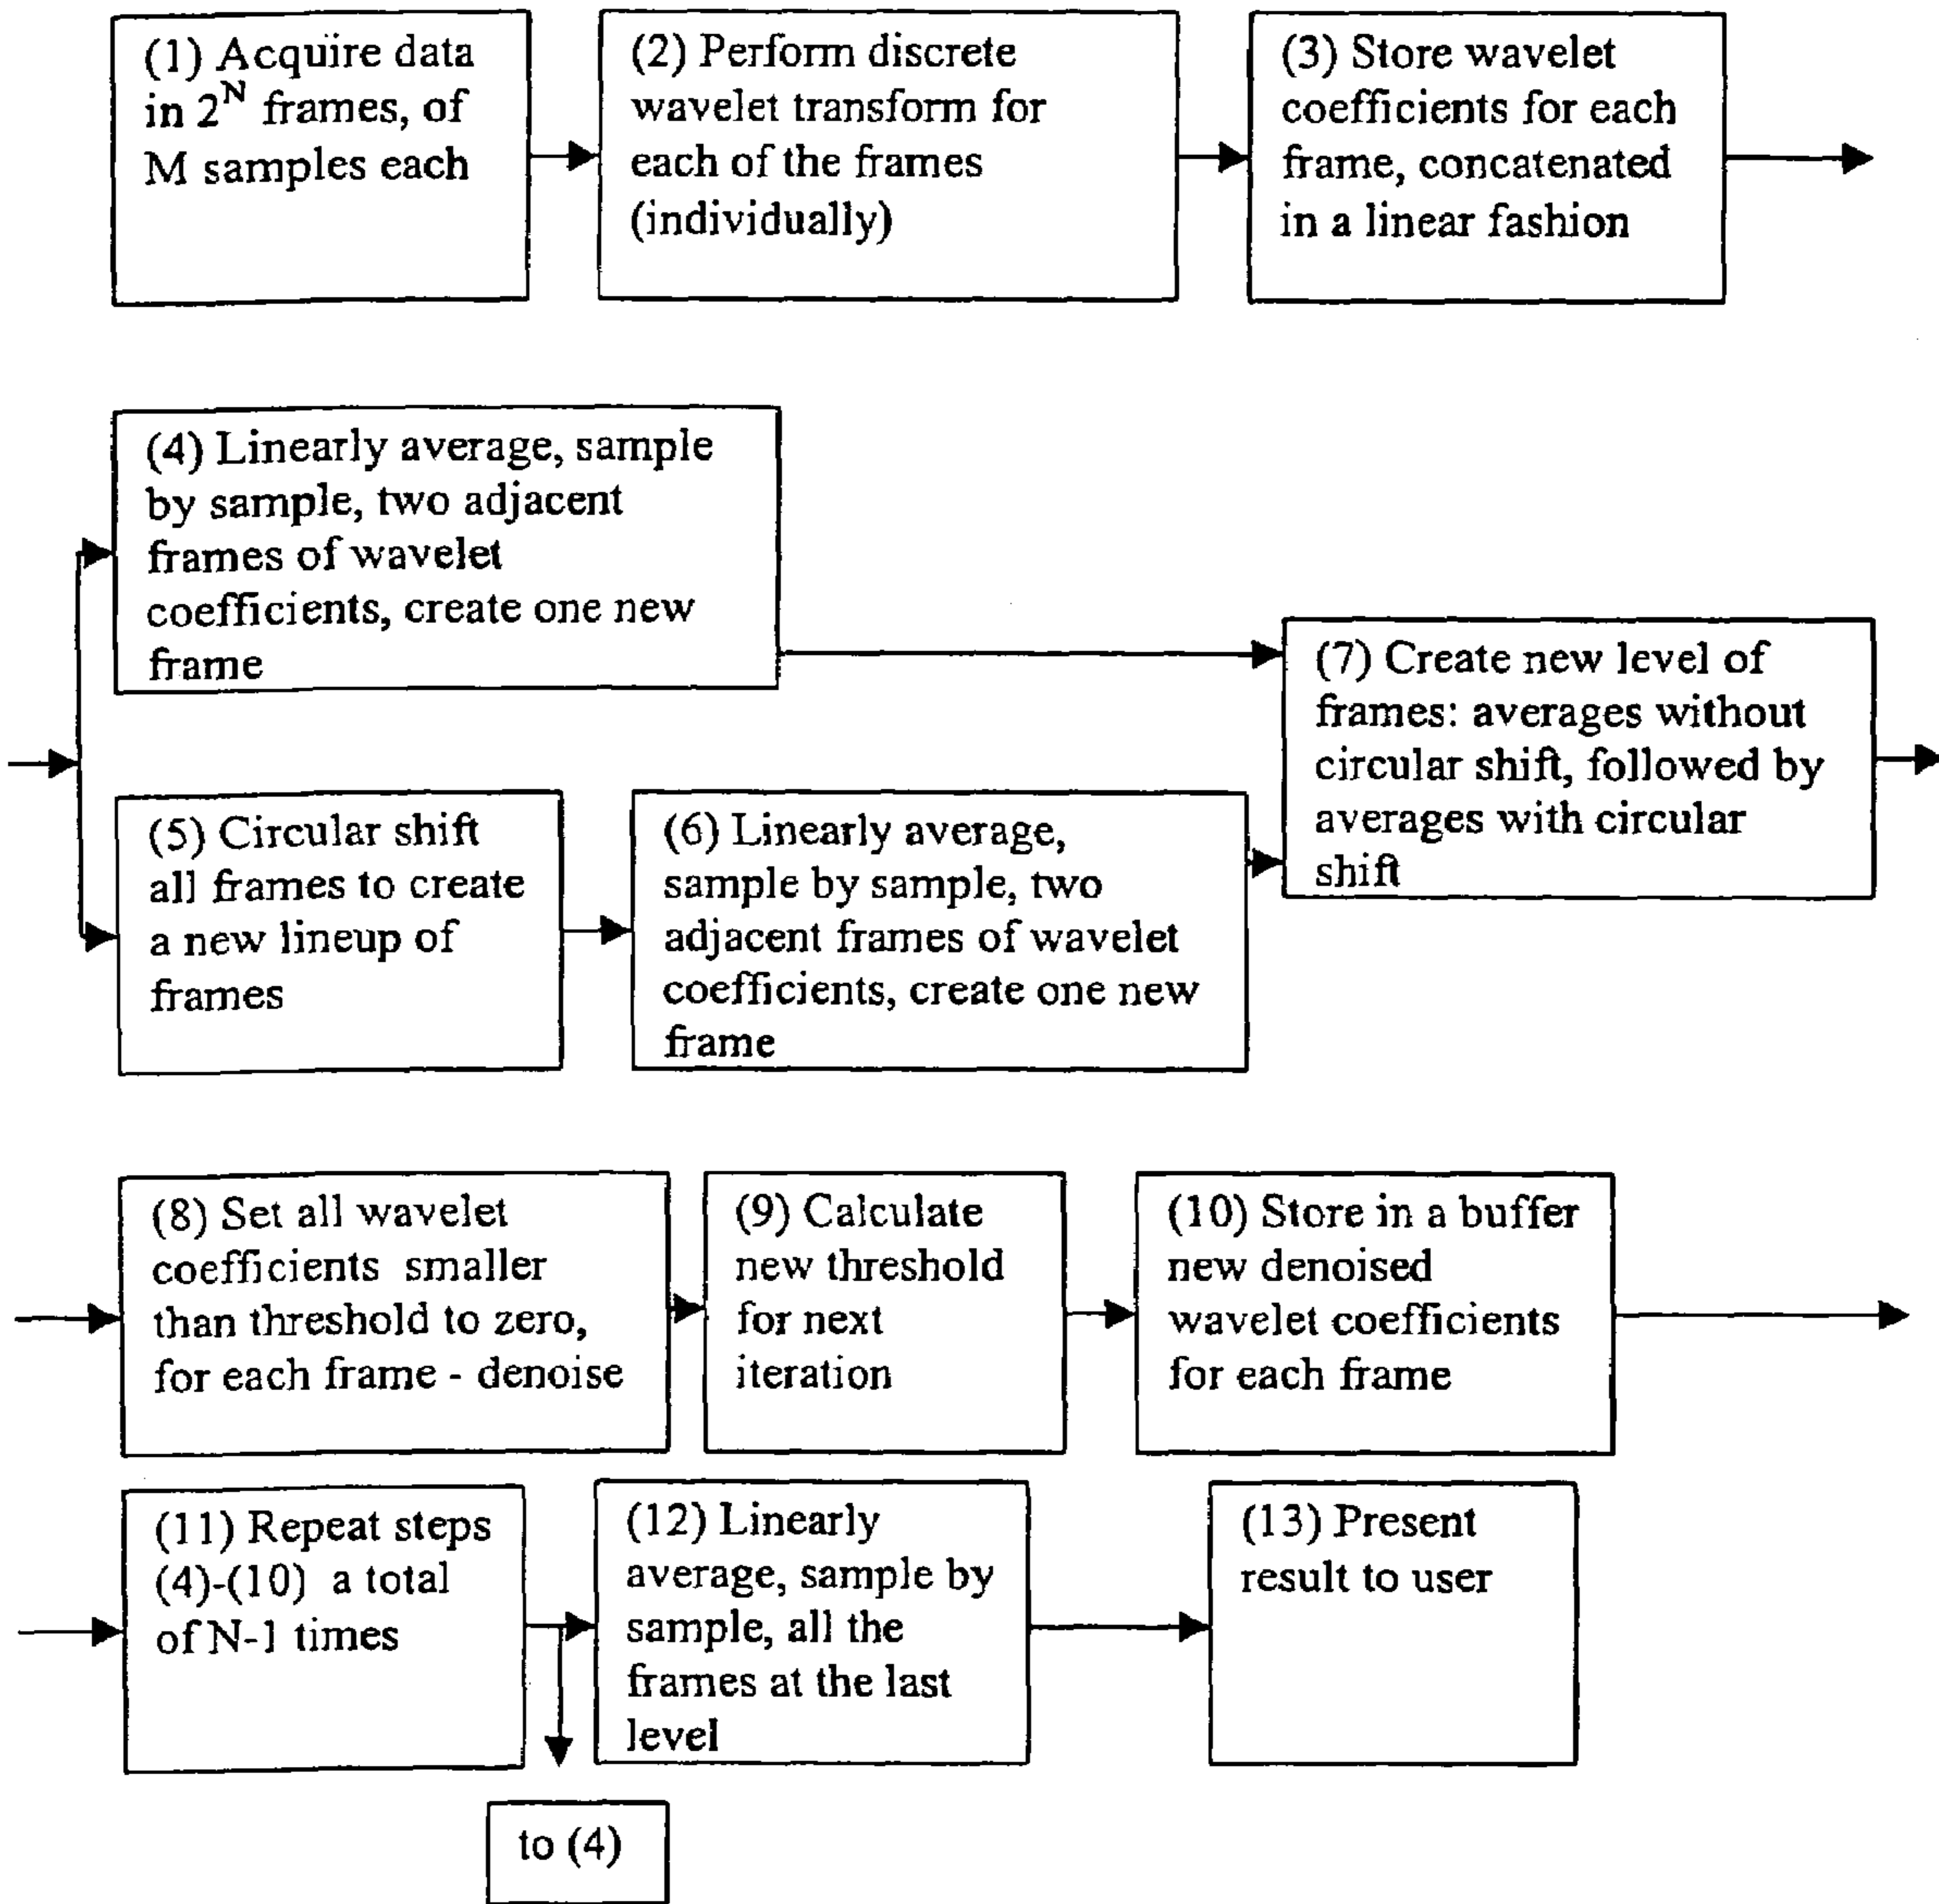 (1) Acquire data
in 2^N frames, of
M samples each
(2) Perform discrete
wavelet transform for
each of the frames
(individually)
(3) Store wavelet
coefficients for each
frame, concatenated
in a linear fashion
(4) Linearly average, sample
by sample, two adjacent
frames of wavelet
coefficients, create one new
frame
(5) Circular shift
all frames to create
a new lineup of
frames
(6) Linearly average,
sample by sample, two
adjacent frames of wavelet
coefficients, create one new
frame
(7) Create new level of
frames: averages without
circular shift, followed by
averages with circular
shift
(8) Set all wavelet
coefficients smaller
than threshold to zero,
for each frame - denoise
(9) Calculate
new threshold
for next
iteration
(10) Store in a buffer
new denoised
wavelet coefficients
for each frame
(11) Repeat steps
(4)-(10) a total
of N-1 times
(12) Linearly
average, sample by
sample, all the
frames at the last
level
(13) Present
result to user
to (4)